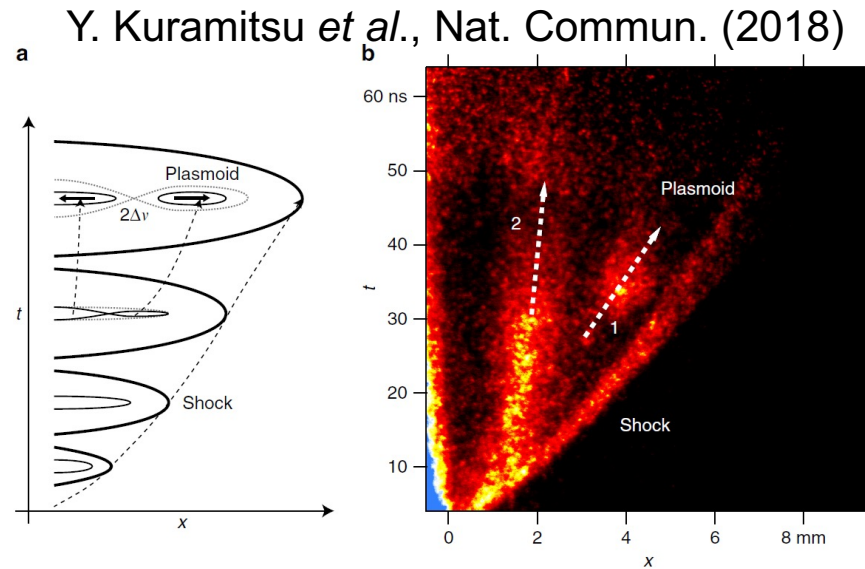 Y. Kuramitsu et al., Nat. Commun. (2018)
a
Plasmoid
2Δv
t
Shock
x
b
60 ns
50
40
t
30
20
10
Plasmoid
2
1
Shock
0
2
4
6
8 mm
x